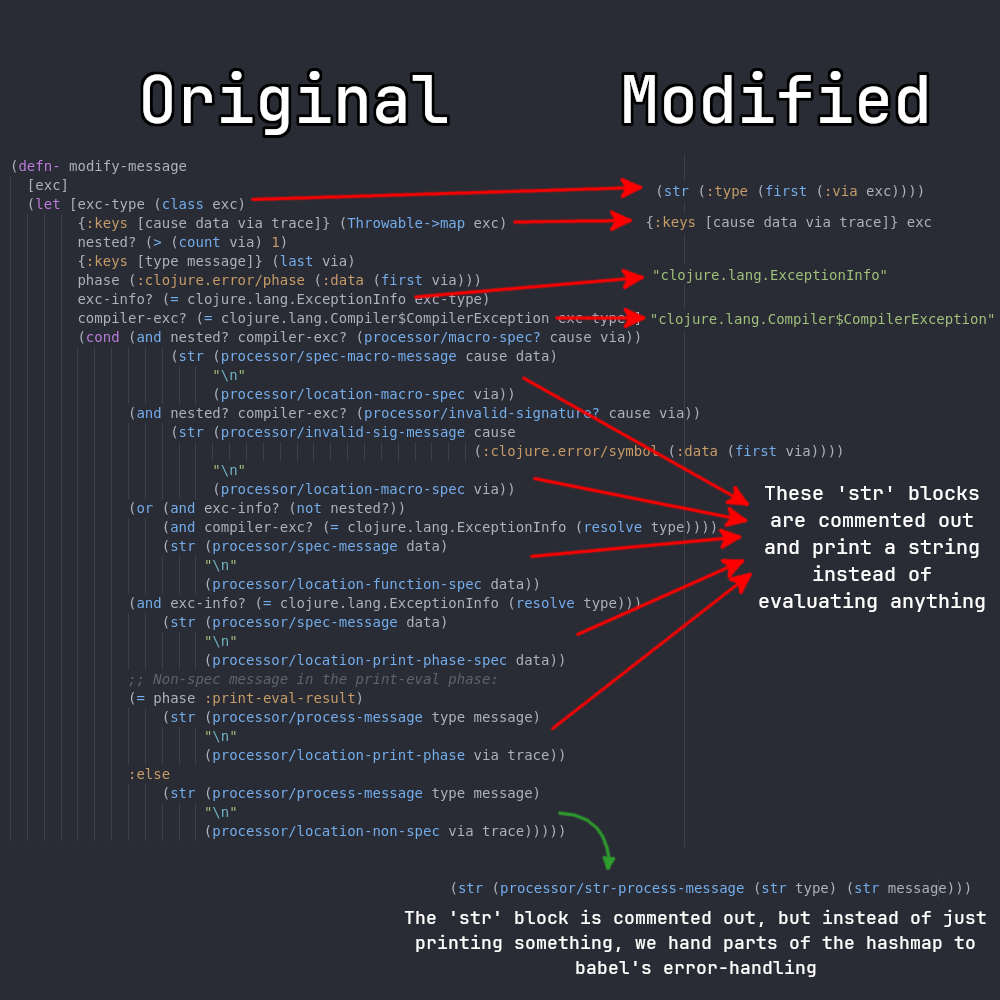 Original Modified
(defn- modify-message
[exc]
(let [exc-type (class exc) (str (:type (first (:via exc))))
{:keys [cause data via trace]} (Throwable->map exc) {:keys [cause data via trace]} exc
nested? (> (count via) 1)
{:keys [type message]} (last via)
phase (:clojure.error/phase (:data (first via))) "clojure.lang.ExceptionInfo"
exc-info? (= clojure.lang.ExceptionInfo exc-type)
compiler-exc? (= clojure.lang.Compiler$CompilerException exc-type)] "clojure.lang.Compiler$CompilerException"
(cond (and nested? compiler-exc? (processor/macro-spec? cause via))
(str (processor/spec-macro-message cause data)
"\n"
(processor/location-macro-spec via))
(and nested? compiler-exc? (processor/invalid-signature? cause via))
(str (processor/invalid-sig-message cause
(:clojure.error/symbol (:data (first via))))
"\n"
(processor/location-macro-spec via))
(or (and exc-info? (not nested?))
(and compiler-exc? (= clojure.lang.ExceptionInfo (resolve type))))
(str (processor/spec-message data)
"\n"
(processor/location-function-spec data))
(and exc-info? (= clojure.lang.ExceptionInfo (resolve type)))
(str (processor/spec-message data)
"\n"
(processor/location-print-phase-spec data))
;; Non-spec message in the print-eval phase:
(= phase :print-eval-result)
(str (processor/process-message type message)
"\n"
(processor/location-print-phase via trace))
:else
(str (processor/process-message type message)
"\n"
(processor/location-non-spec via trace)))))
These 'str' blocks
are commented out
and print a string
instead of
evaluating anything
(str (processor/str-process-message (str type) (str message)))
The 'str' block is commented out, but instead of just
printing something, we hand parts of the hashmap to
babel's error-handling